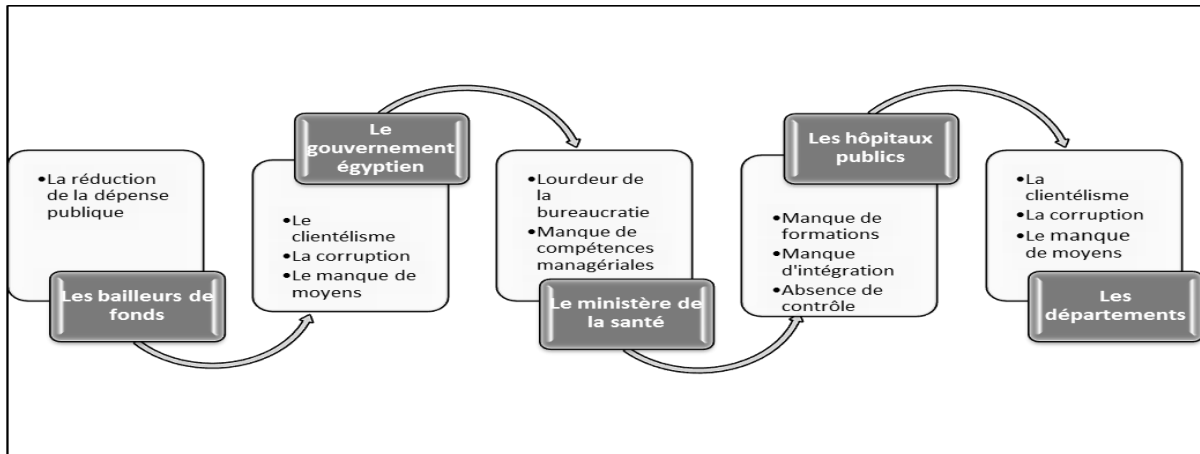 •La réduction
de la dépense
publique
Les bailleurs de
fonds
Le
gouvernement
égyptien
•Le
clientélisme
•La corruption
•Le manque de
moyens
•Lourdeur de
la
bureaucratie
•Manque de
compétences
managériales
Le ministère de
la santé
Les hôpitaux
publics
•Manque de
formations
•Manque
d'intégration
•Absence de
contrôle
•La
clientélisme
•La corruption
•Le manque
de moyens
Les
départements